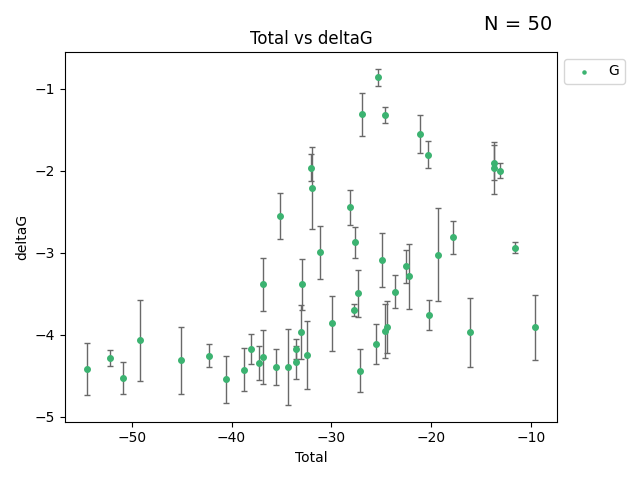 N = 50
Total vs deltaG
G
−1
−2
−3
−4
−5
deltaG
−50
−40
−30
−20
−10
Total